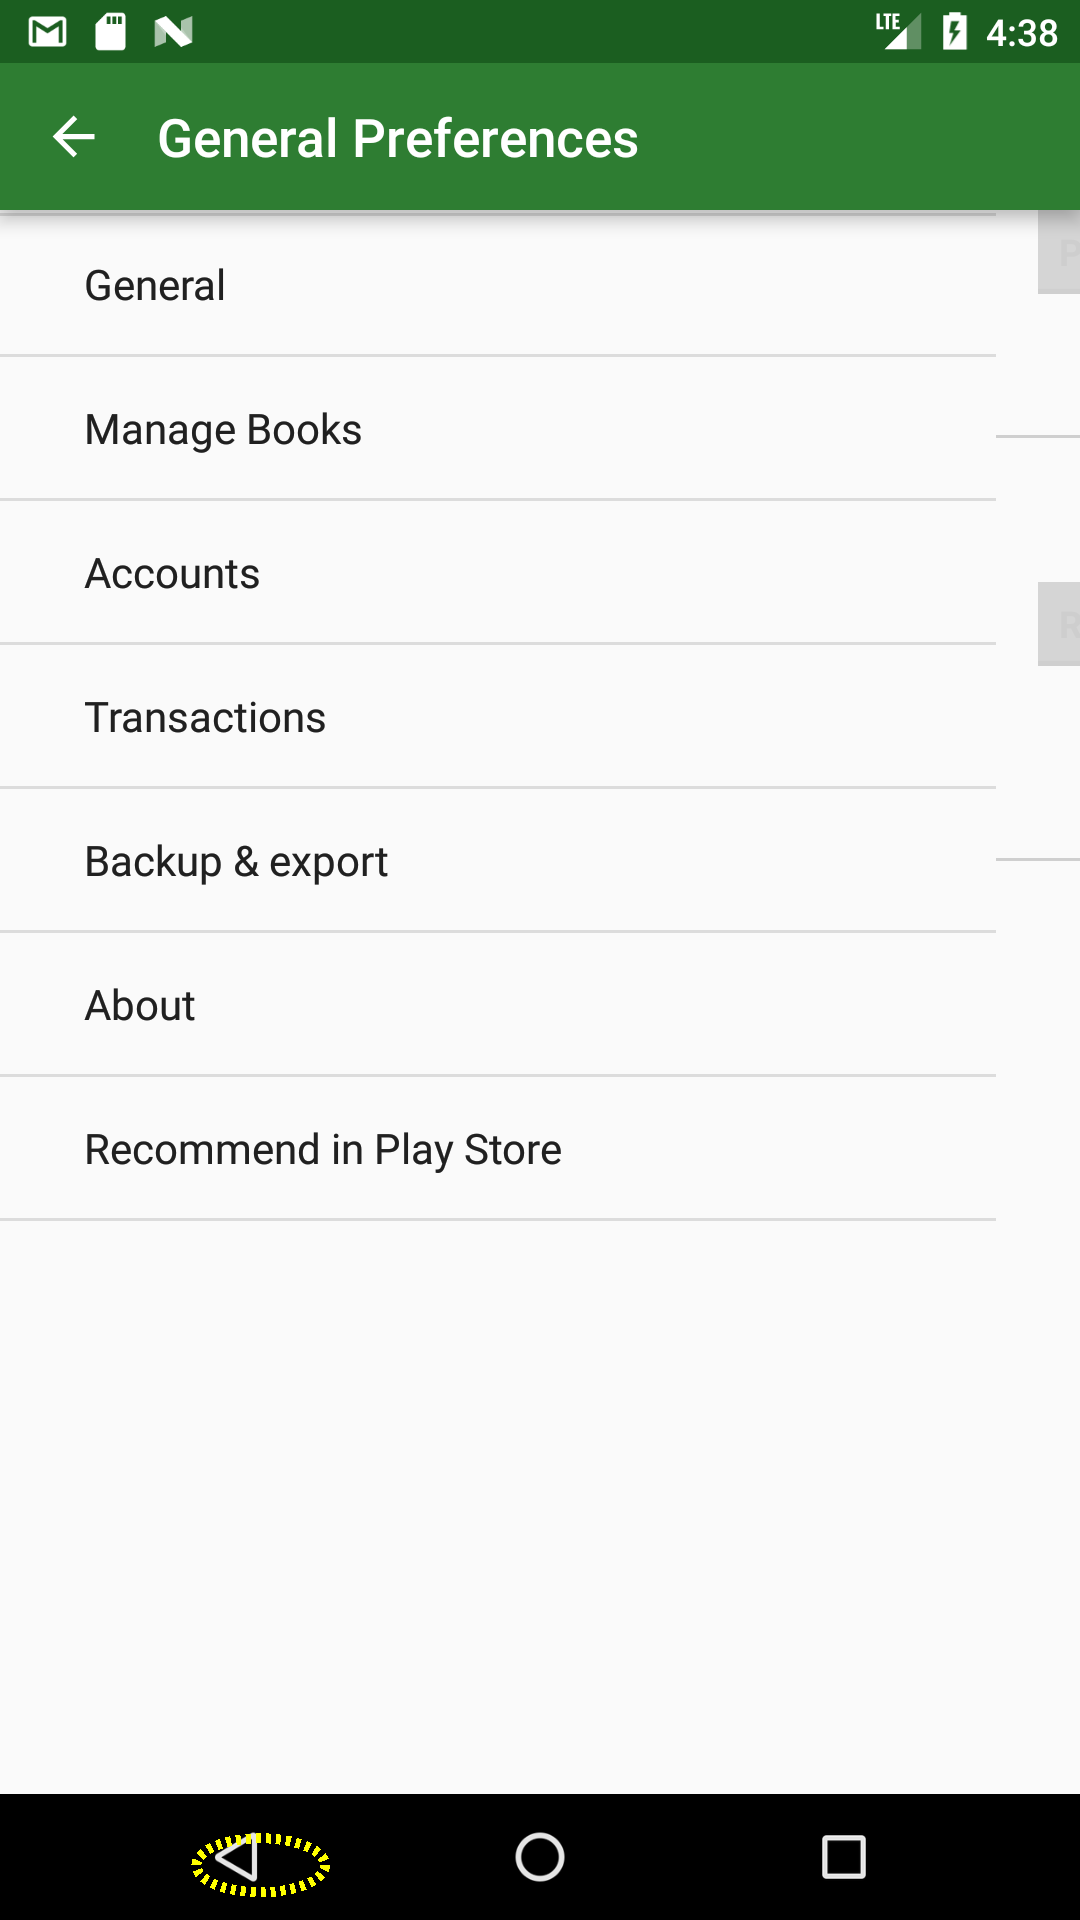 LTE 4:38
General Preferences
P
General
Manage Books
Accounts
R
Transactions
Backup & export
About
Recommend in Play Store